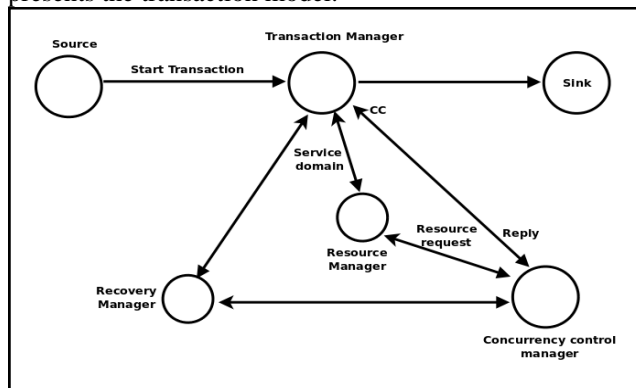 presents the transaction model.
Transaction Manager
Source
Start Transaction
Sink
CC
Service
domain
Resource
request
Reply
Resource
Manager
Recovery
Manager
Concurrency control
manager